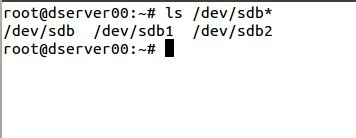 root@dserver00:~# ls /dev/sdb*
/dev/sdb  /dev/sdb1  /dev/sdb2
root@dserver00:~#